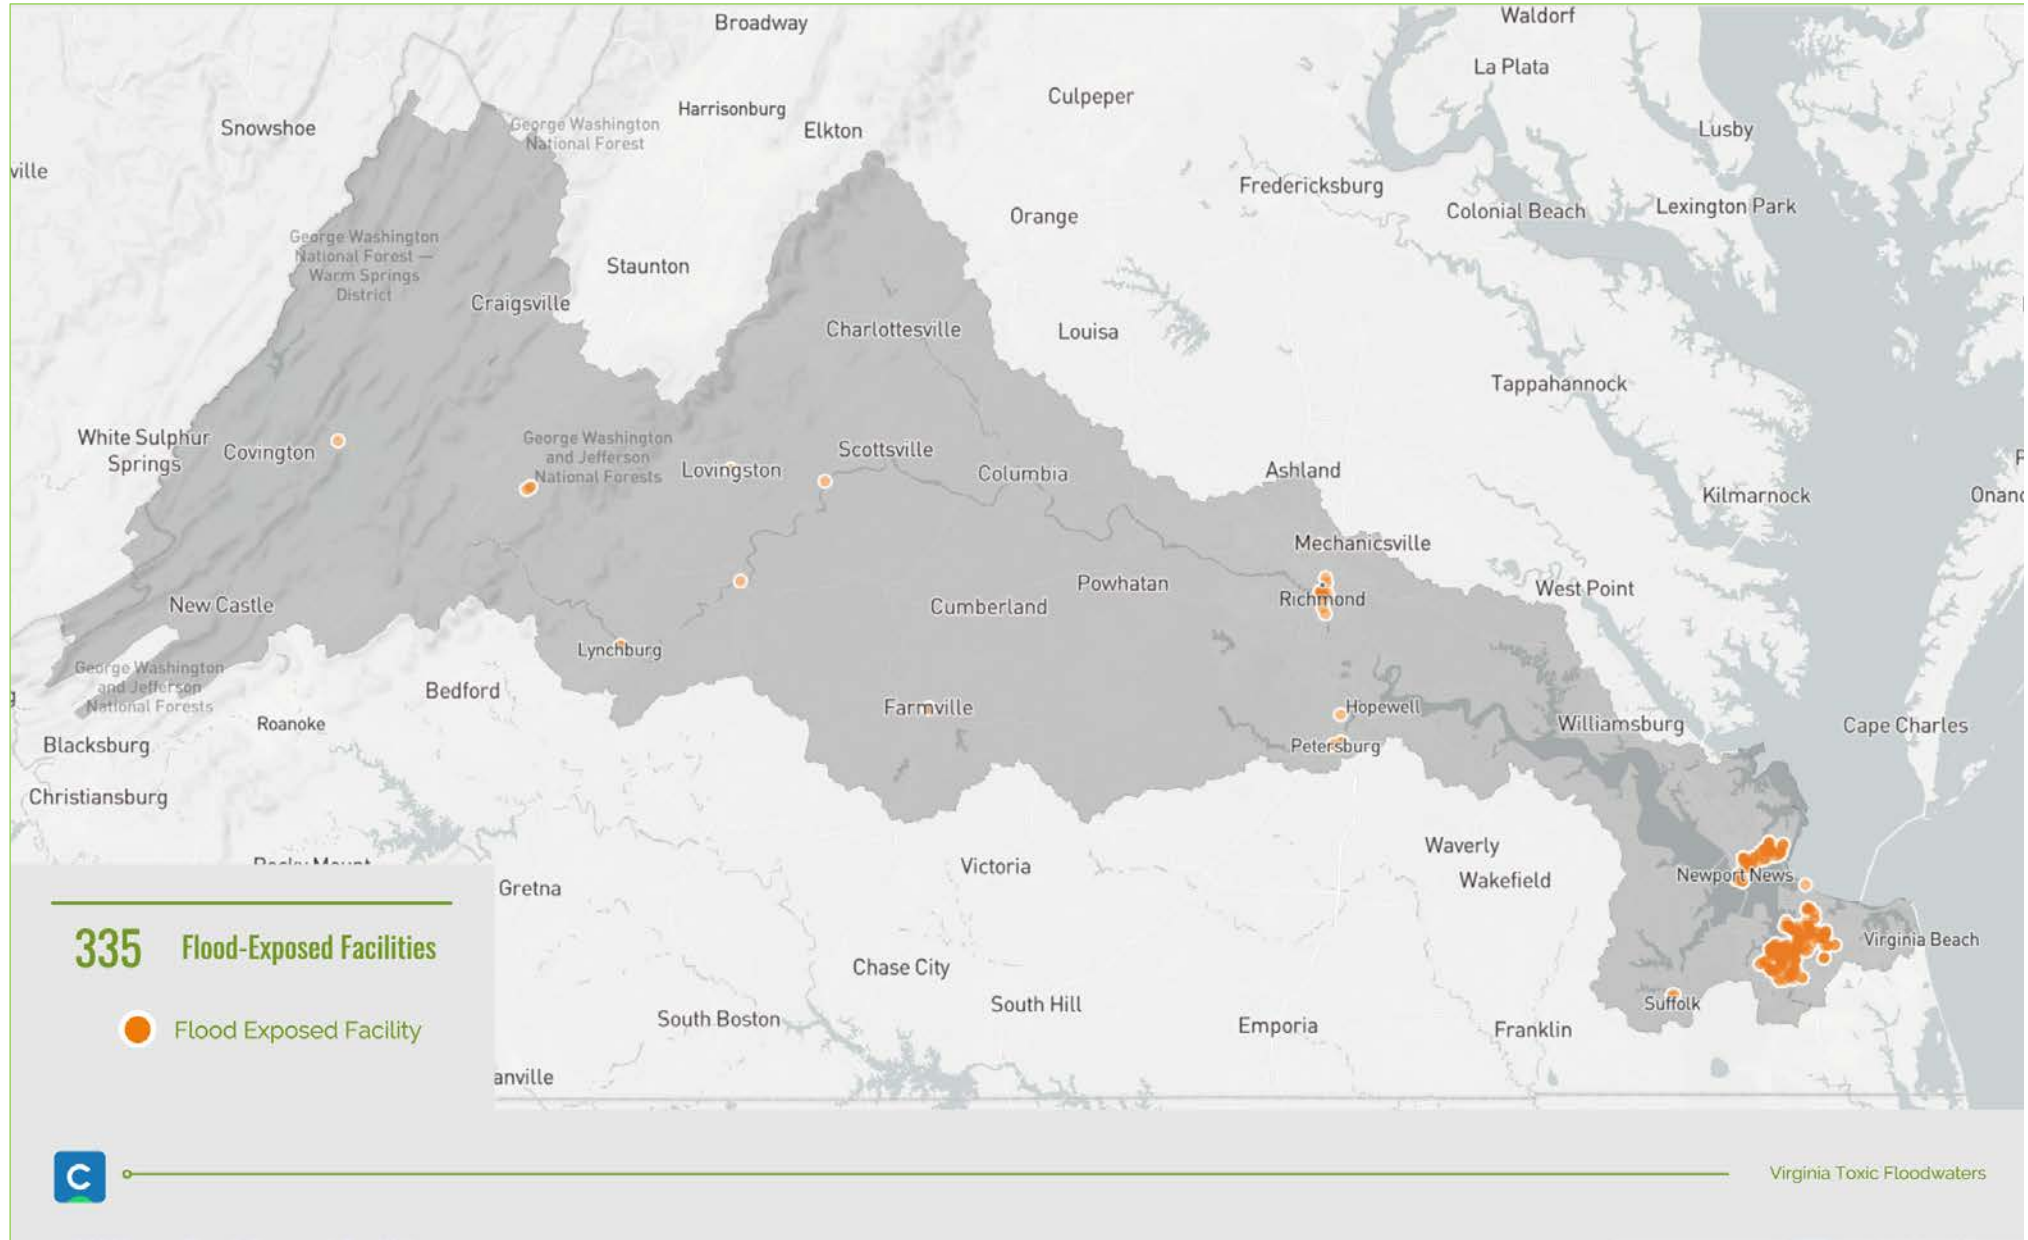 Broadway
Waldorf
La Plata
Culpeper
Harrisonburg
Snowshoe
George Washington
National Forest
Elkton
Lusby
ville
Fredericksburg
Colonial Beach
Lexington Park
Orange
George Washington
National Forest —
Warm Springs
District
Staunton
Craigsville
Charlottesville
Louisa
Tappahannock
White Sulphur
Springs
Covington
George Washington
and Jefferson
National Forests
Lovingston
Scottsville
Columbia
Ashland
Kilmarnock
Mechanicsville
Powhatan
West Point
Richmond
New Castle
Cumberland
Lynchburg
George Washington
and Jefferson
National Forests
Bedford
Farmville
Hopewell
Roanoke
Williamsburg
Cape Charles
Blacksburg
Petersburg
Christiansburg
Waverly
Victoria
Newport News
Wakefield
Gretna
335 Flood-Exposed Facilities
Virginia Beach
Chase City
Suffolk
South Hill
South Boston
Emporia
Franklin
Flood Exposed Facility
anville
C
Virginia Toxic Floodwaters